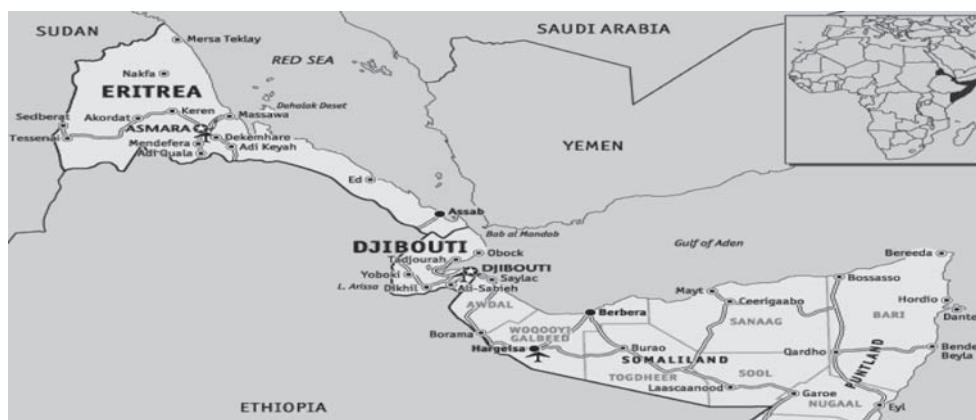 SUDAN
SAUDI ARABIA
Mersa Teklay
RED SEA
Nakfa
ERITREA
Dahalak Deset
Keren
Massawa
Sedberat
Akordat
ASMARA
Tessenai
Dekemhare
Mendefera
Adi Keyah
Adi Quala
YEMEN
Ed
Assab
Bab al Mandab
DJIBOUTI
Obock
Gulf of Aden
Bereeda
Tadjourah
DJIBOUTI
Yoboki
Saylac
Bossasso
L. Arissa
Dikhil
Ali-Sabieh
Mayt
Ceerigaabo
Hordio
AWDAL
Berbera
BARI
Dante
SANAAG
Borama
WOQOOYI
GALBEED
Hargeisa
Burao
SOMALILAND
Qardho
Bender
Beyla
PUNTLAND
TOGDHEER
SOOL
Laascaanood
Garoe
NUGAAL
Eyl
ETHIOPIA